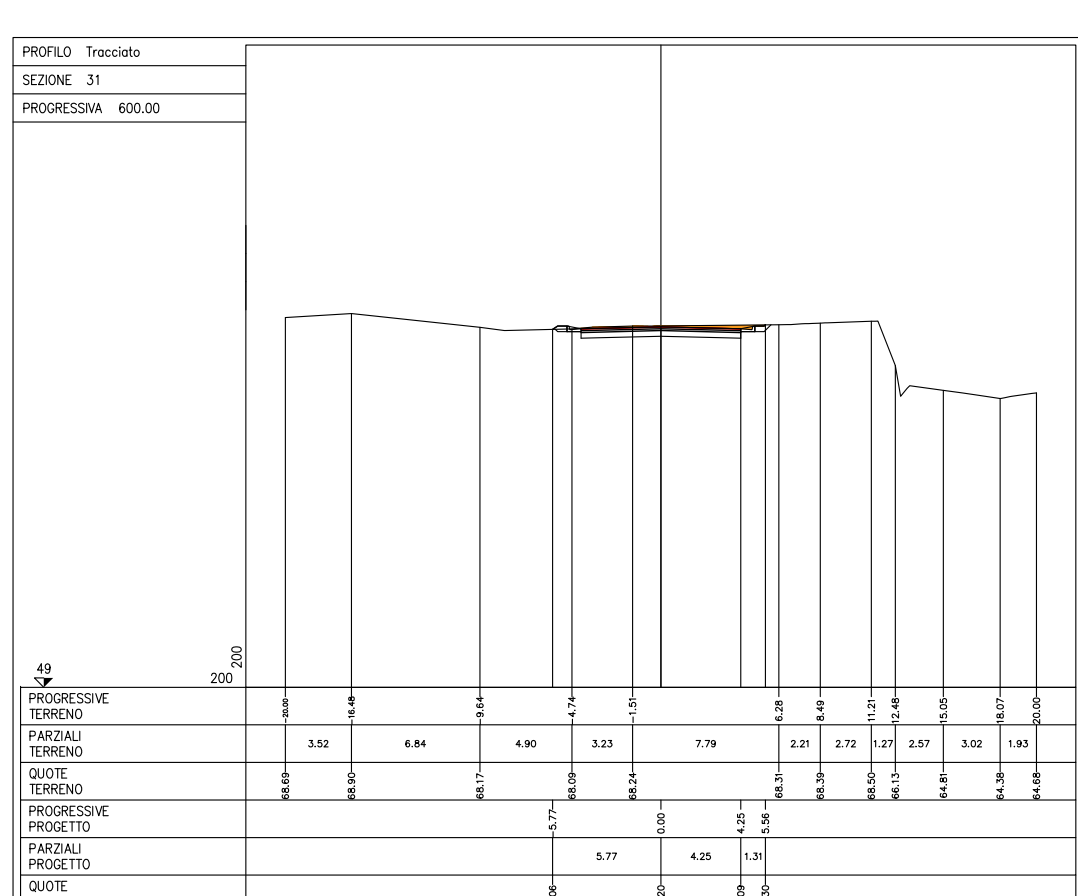 PROFILO Tracciato
SEZIONE 31
PROGRESSIVA 600.00
200
49
200
PROGRESSIVE
TERRENO
-20.00 -16.48 9.64 4.74 -1.51 6.28 8.49 11.21 12.48 15.05 18.07 20.00
PARZIALI
TERRENO
3.52 6.84 4.90 3.23 7.79 2.21 2.72 1.27 2.57 3.02 1.93
QUOTE
TERRENO
68.69 68.90 68.17 68.09 68.24 68.31 68.39 68.50 66.13 64.81 64.38 64.68
PROGRESSIVE
PROGETTO
5.77 0.00 4.25 5.56
PARZIALI
PROGETTO
5.77 4.25 1.31
QUOTE
06 20 09 30